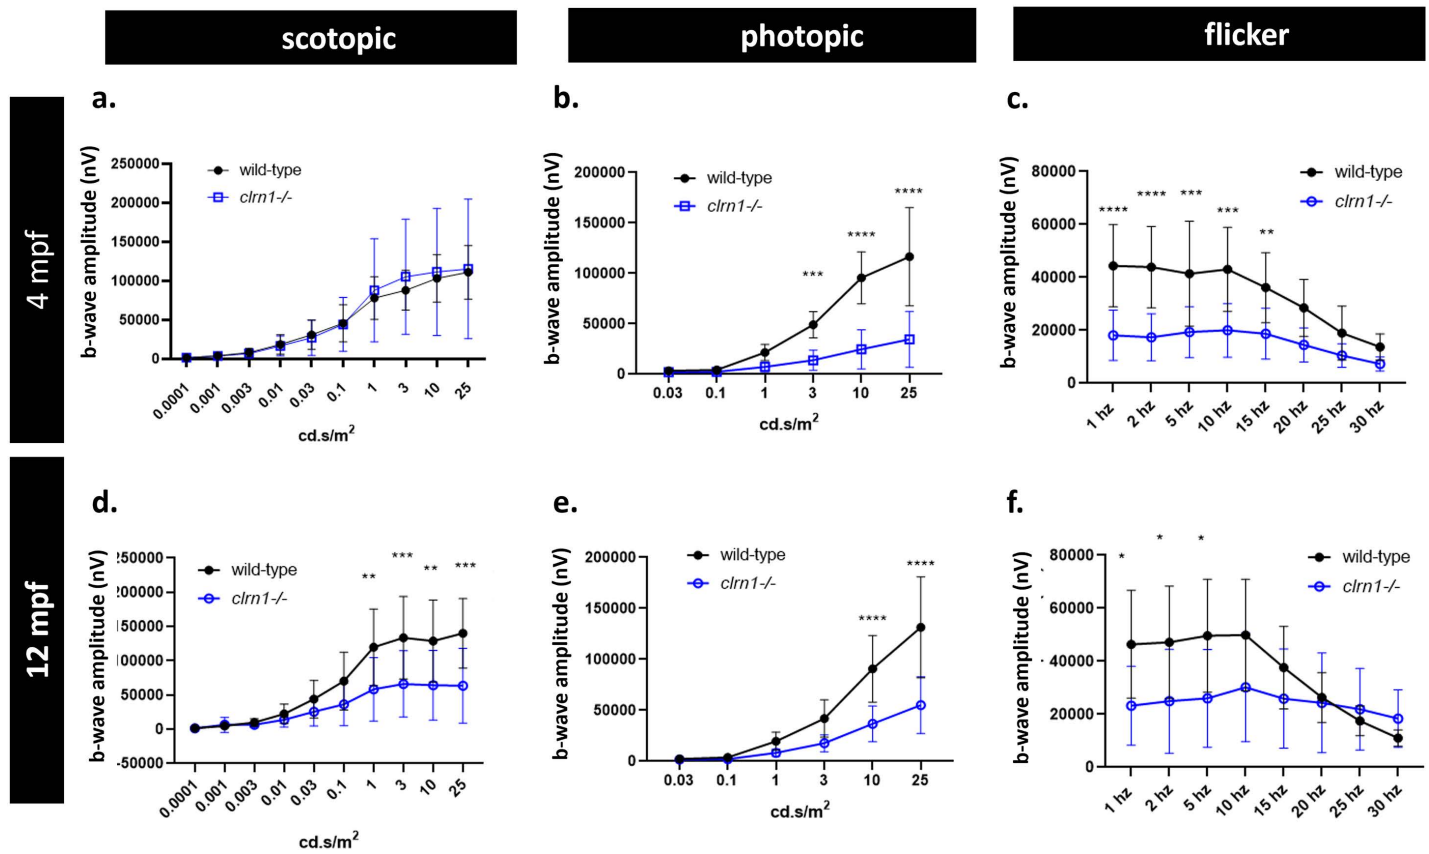 scotopic
photopic
flicker
4 mpf
12 mpf
a.
b-wave amplitude (nV)
250000
200000
150000
100000
50000
0
wild-type
clrn1-/-
0.0001
0.001
0.003
0.01
0.03
0.1
1
3
10
25
cd.s/m²
b.
b-wave amplitude (nV)
200000
150000
100000
50000
0
wild-type
clrn1-/-
***
****
****
0.03
0.1
1
3
10
25
cd.s/m²
c.
b-wave amplitude (nV)
80000
60000
40000
20000
0
wild-type
clrn1-/-
****
****
***
***
**
1 hz
2 hz
5 hz
10 hz
15 hz
20 hz
25 hz
30 hz
d.
b-wave amplitude (nV)
250000
200000
150000
100000
50000
0
-50000
wild-type
clrn1-/-
**
***
**
***
0.0001
0.001
0.003
0.01
0.03
0.1
1
3
10
25
cd.s/m²
e.
b-wave amplitude (nV)
200000
150000
100000
50000
0
wild-type
clrn1-/-
****
****
0.03
0.1
1
3
10
25
cd.s/m²
f.
b-wave amplitude (nV)
80000
60000
40000
20000
0
wild-type
clrn1-/-
*
*
*
1 hz
2 hz
5 hz
10 hz
15 hz
20 hz
25 hz
30 hz